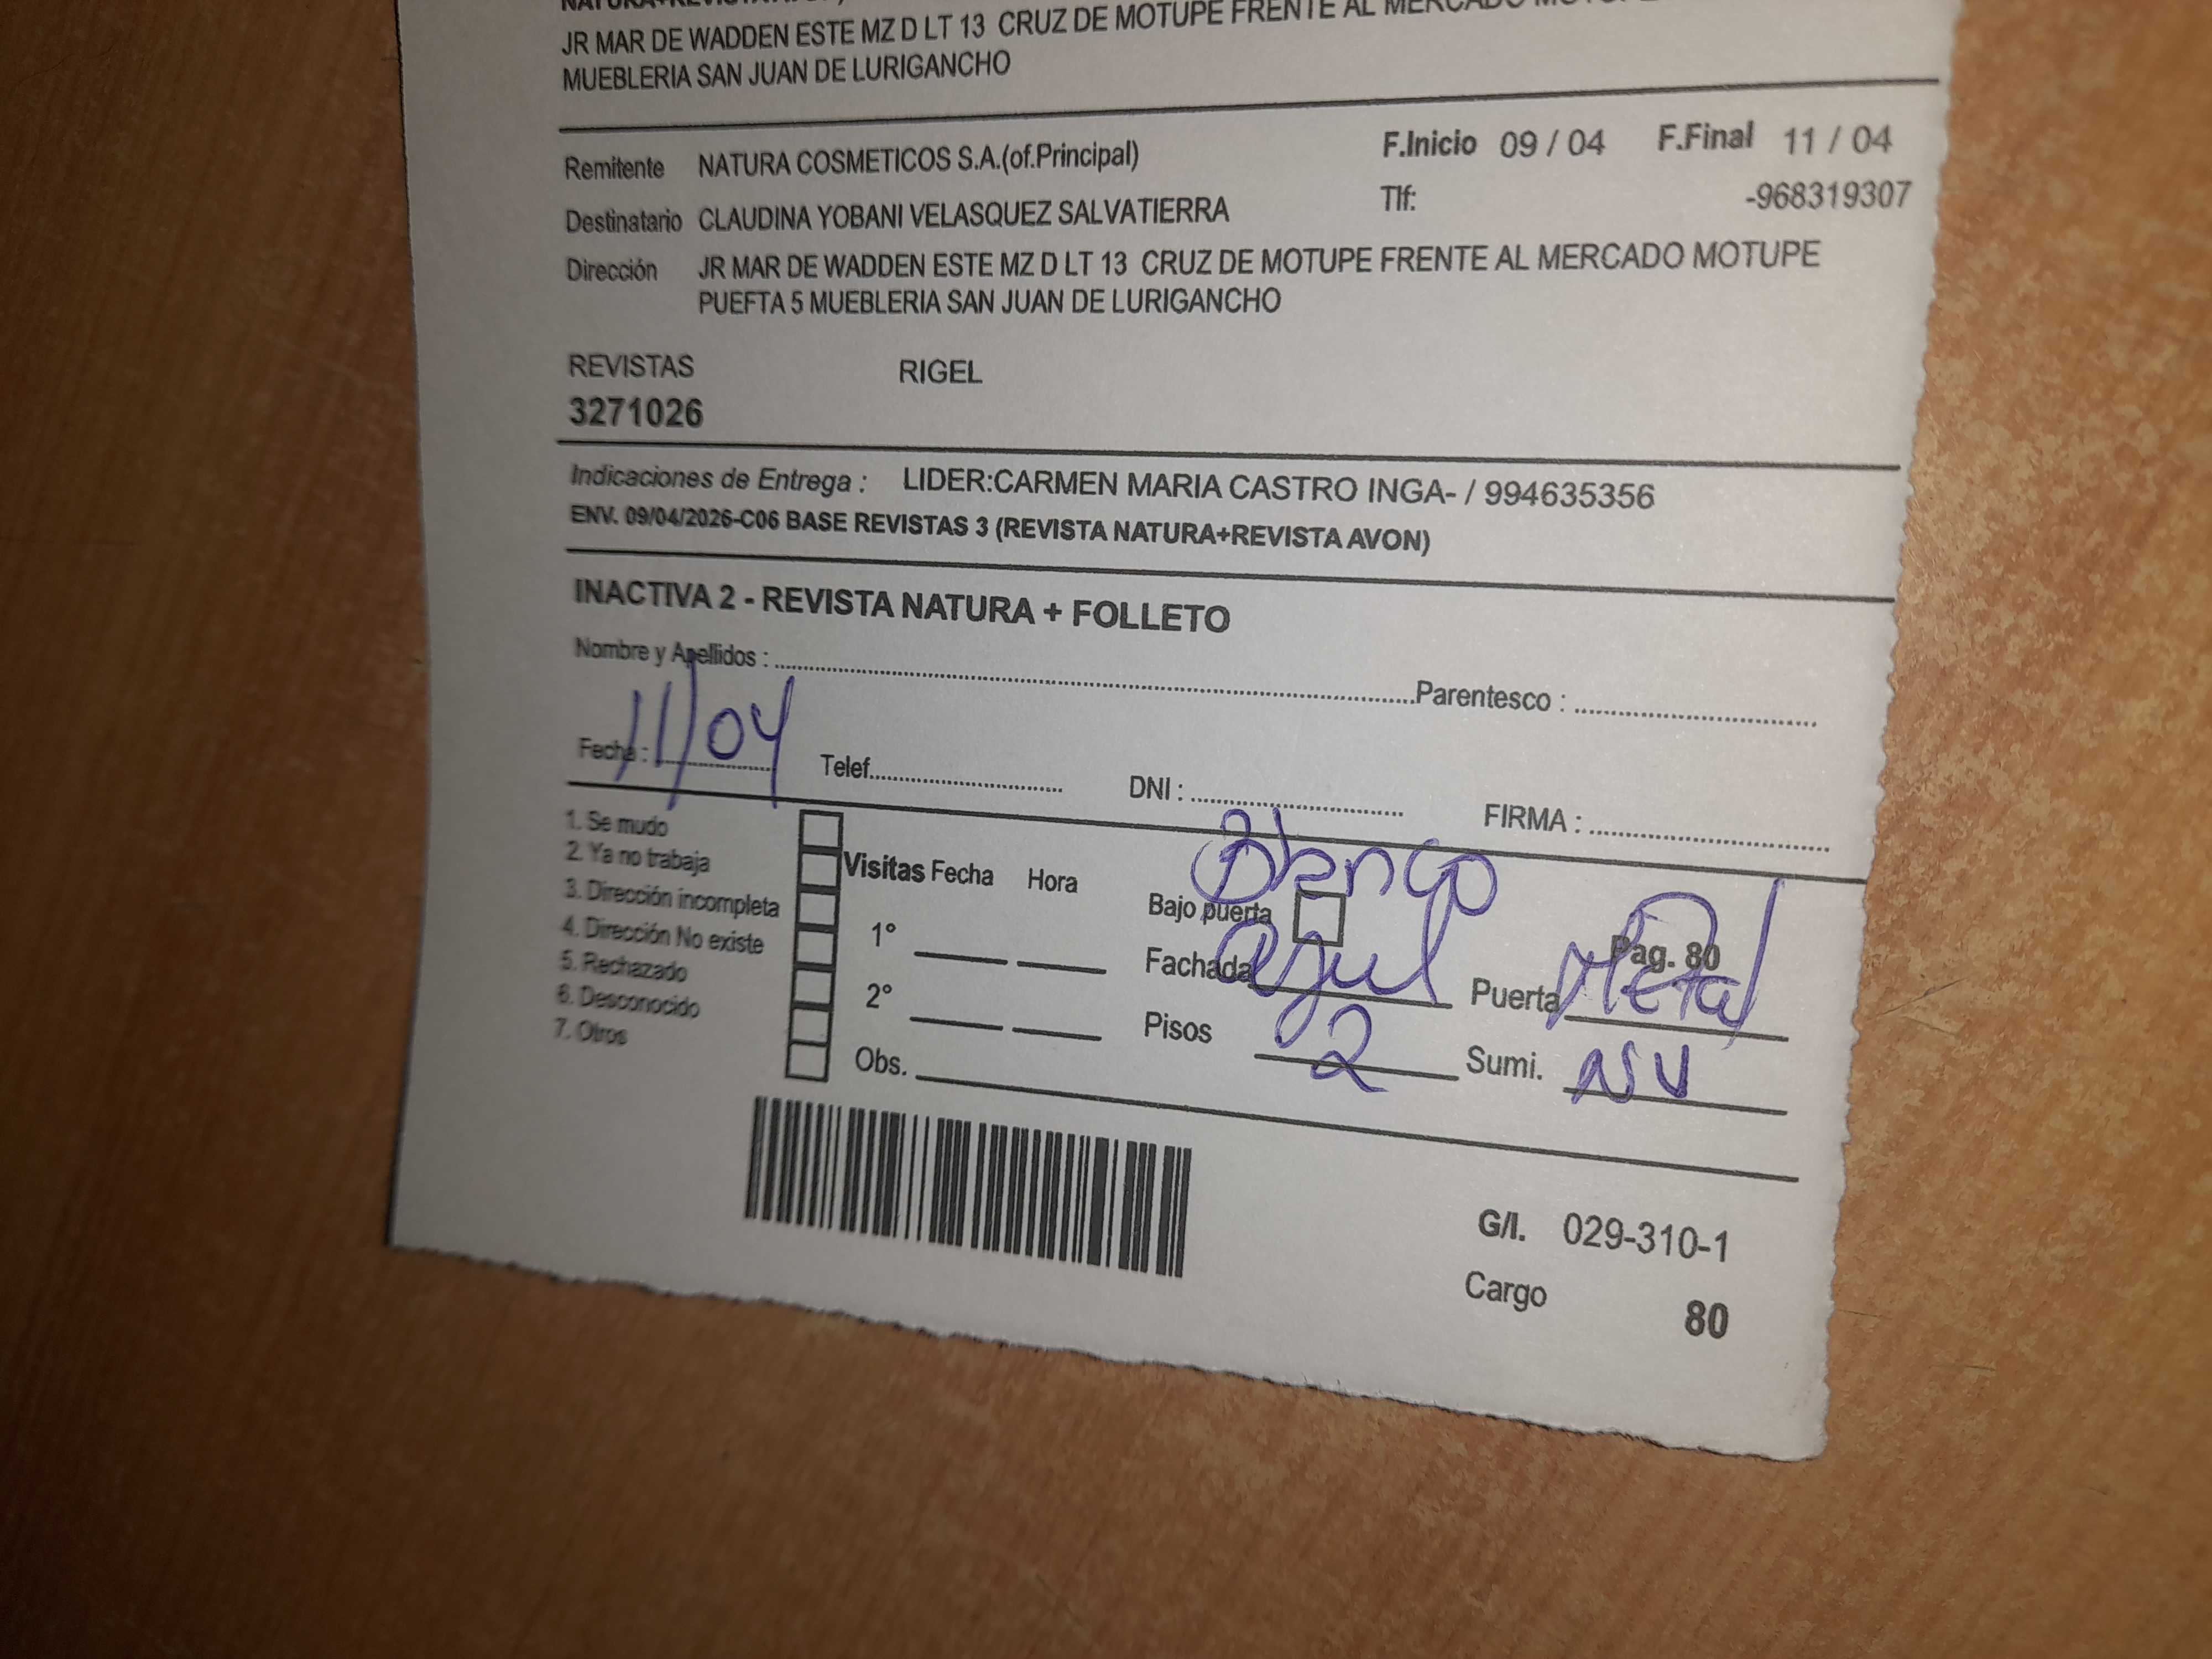 JR MAR DE WADDEN ESTE MZ D LT 13 CRUZ DE MOTUPE FRENTE AL MERCADO
MUEBLERIA SAN JUAN DE LURIGANCHO
Remitente NATURA COSMETICOS S.A.(of.Principal) F.Inicio 09 / 04 F.Final 11 / 04
Destinatario CLAUDINA YOBANI VELASQUEZ SALVATIERRA Tlf: -968319307
Dirección JR MAR DE WADDEN ESTE MZ D LT 13 CRUZ DE MOTUPE FRENTE AL MERCADO MOTUPE
PUEFTA 5 MUEBLERIA SAN JUAN DE LURIGANCHO
REVISTAS RIGEL
3271026
Indicaciones de Entrega : LIDER:CARMEN MARIA CASTRO INGA- / 994635356
ENV. 09/04/2026-C06 BASE REVISTAS 3 (REVISTA NATURA+REVISTA AVON)
INACTIVA 2 - REVISTA NATURA + FOLLETO
Nombre y Apellidos : Parentesco :
Fecha : 11/04 Telef. DNI : FIRMA :
1. Se mudo
2. Ya no trabaja
3. Dirección incompleta
4. Dirección No existe
5. Rechazado
6. Desconocido
7. Otros
Visitas Fecha Hora
1°
2°
Obs.
Blanco
Bajo puerta Pag. 80
Fachada azul Puerta Metal
Pisos 2 Sumi. NV
G/I. 029-310-1
Cargo 80